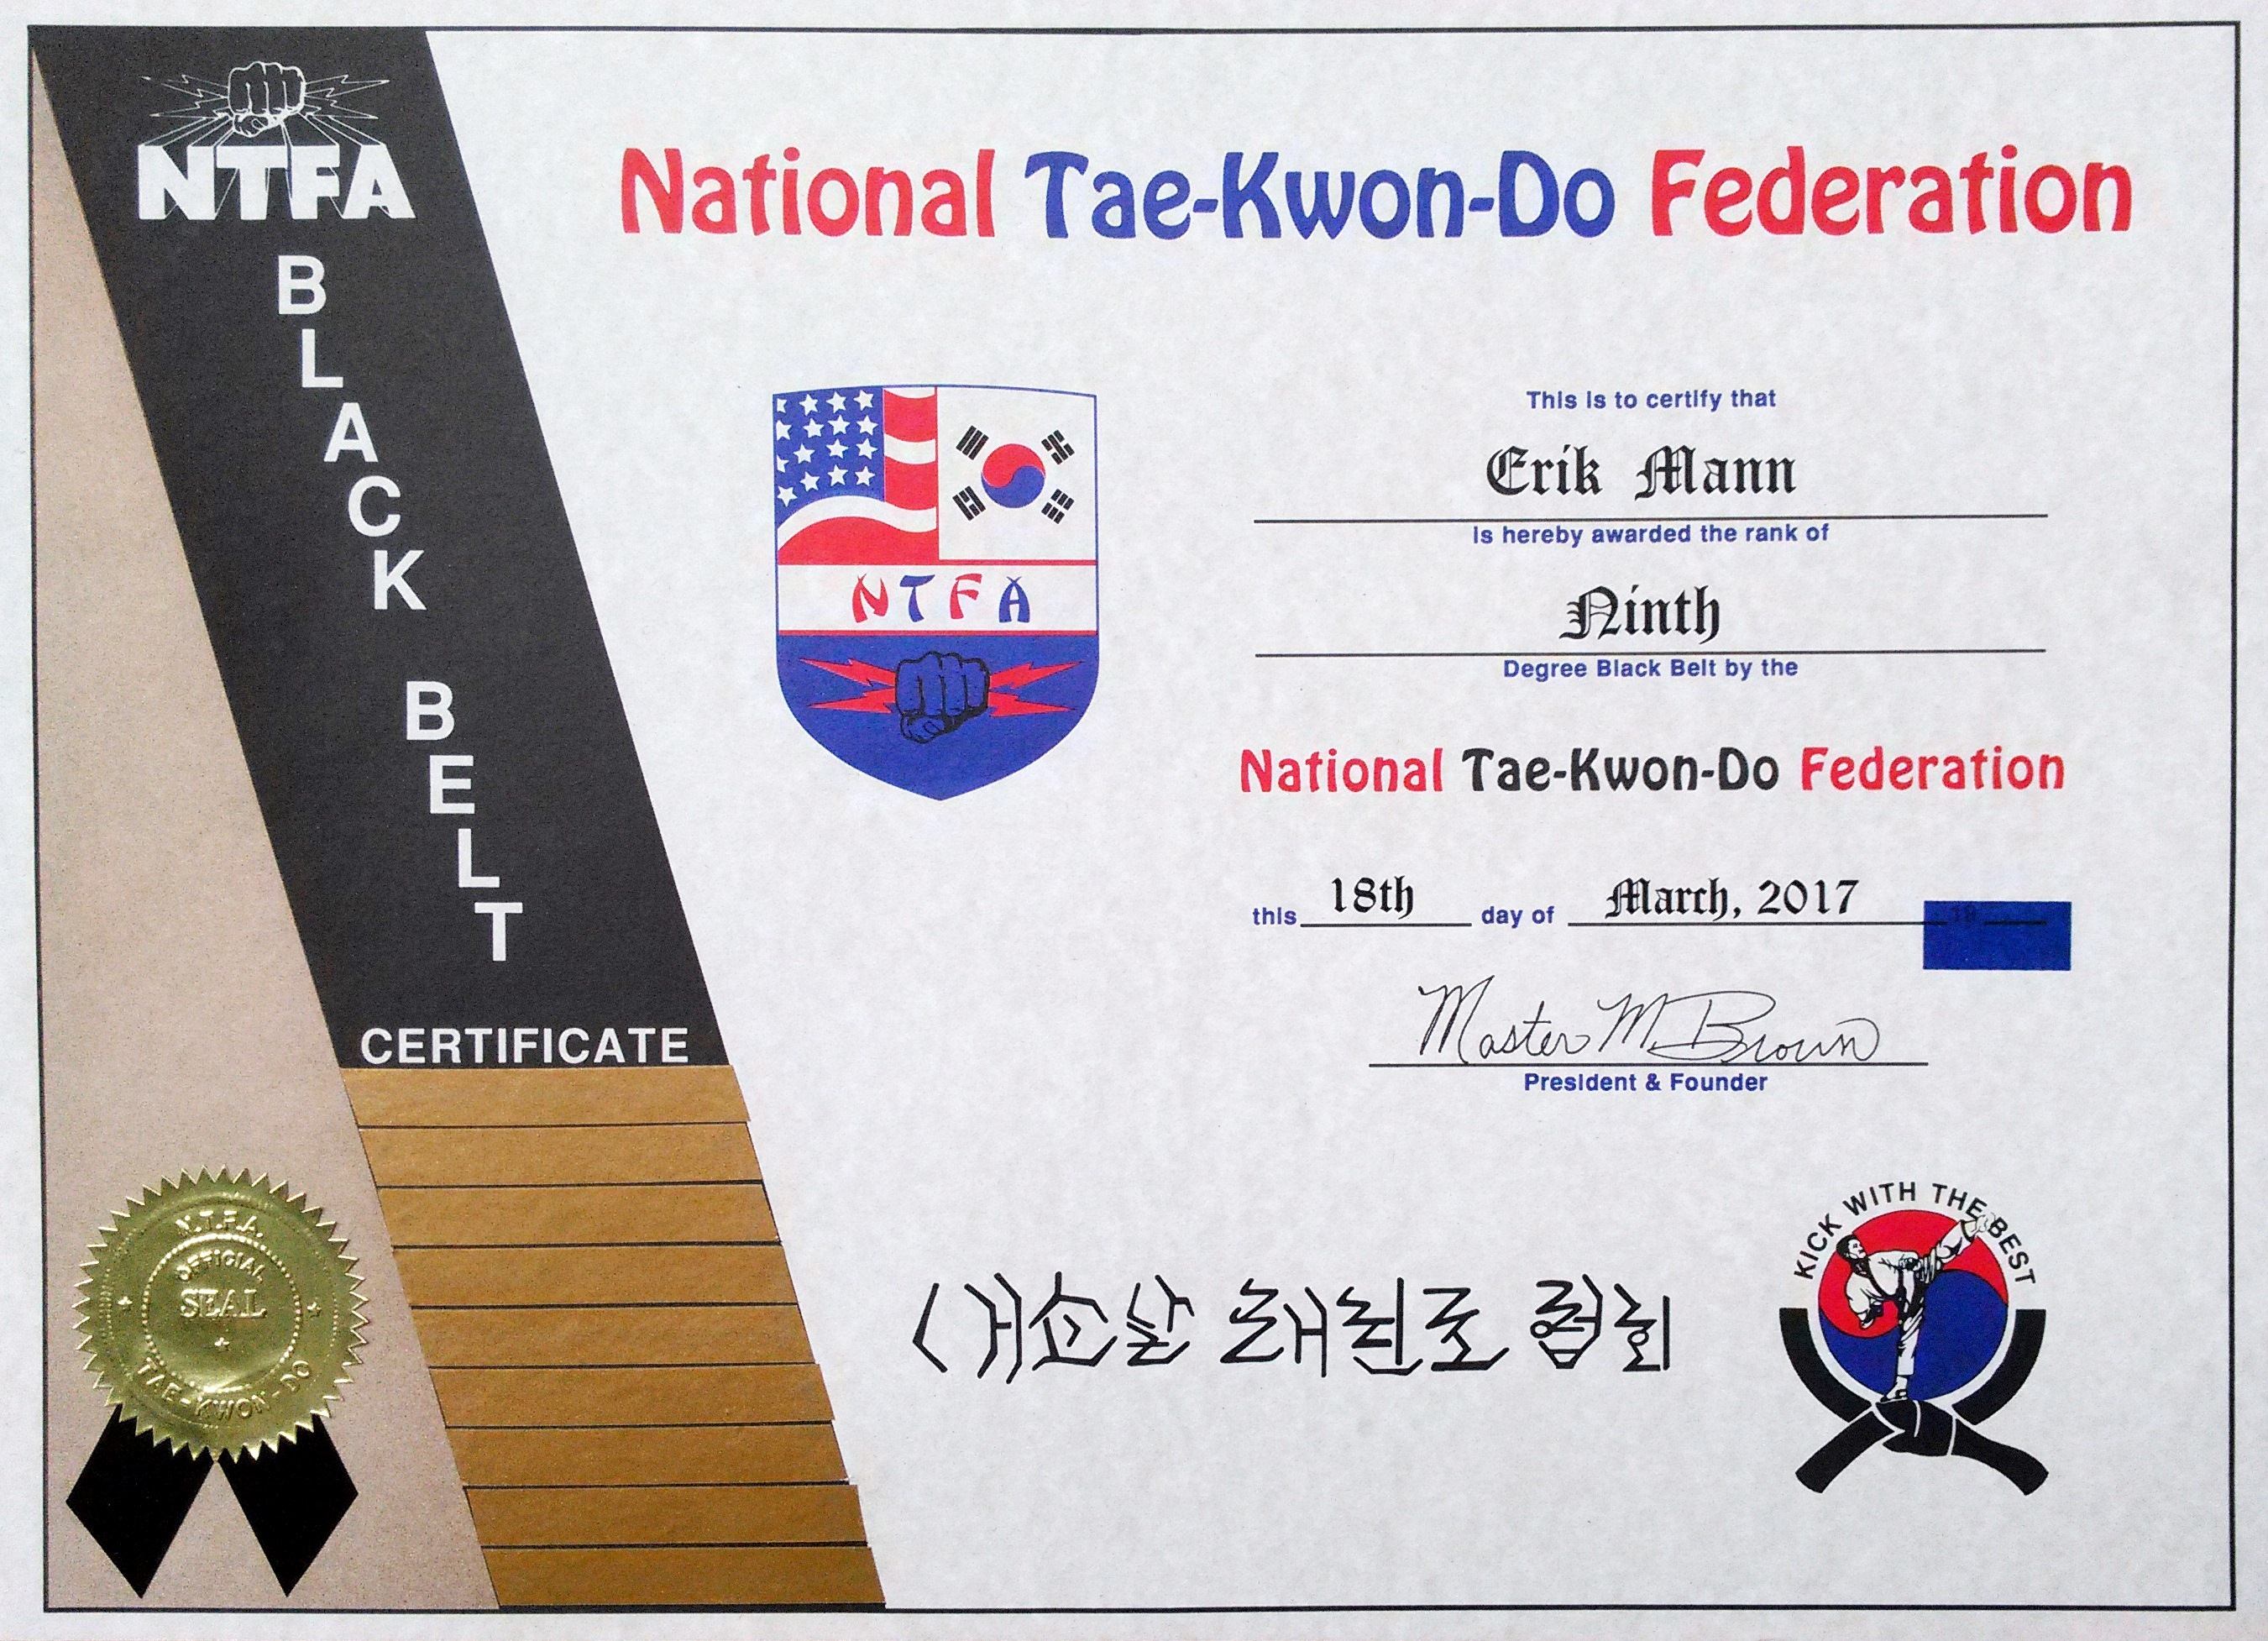 NTFA
BLACK BELT
CERTIFICATE
National Tae-Kwon-Do Federation
NTFA
This is to certify that
Erik Mann
is hereby awarded the rank of
Ninth
Degree Black Belt by the
National Tae-Kwon-Do Federation
this 18th day of March, 2017 19
Master M. Brown
President & Founder
KICK WITH THE BEST
N.T.F.A.
OFFICIAL
SEAL
TAE-KWON-DO